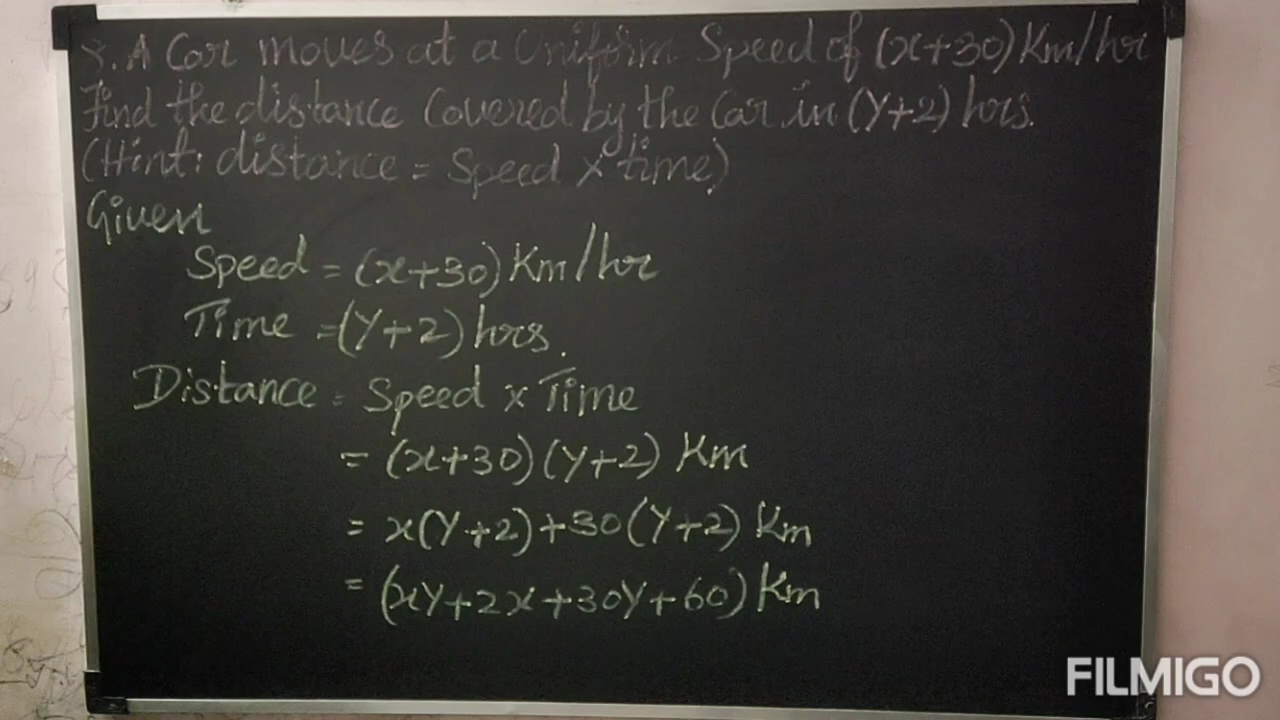 8. A Car moves at a Uniform Speed of (x+30) Km/hr
Find the distance Covered by the Car in (Y+2) hrs.
(Hint: distance = Speed × time)
Given
Speed = (x+30) Km/hr
Time = (Y+2) hrs.
Distance = Speed × Time
= (x+30) (Y+2) Km
= x(Y+2)+30(Y+2) Km
= (xY+2x+30Y+60) Km
FILMIGO